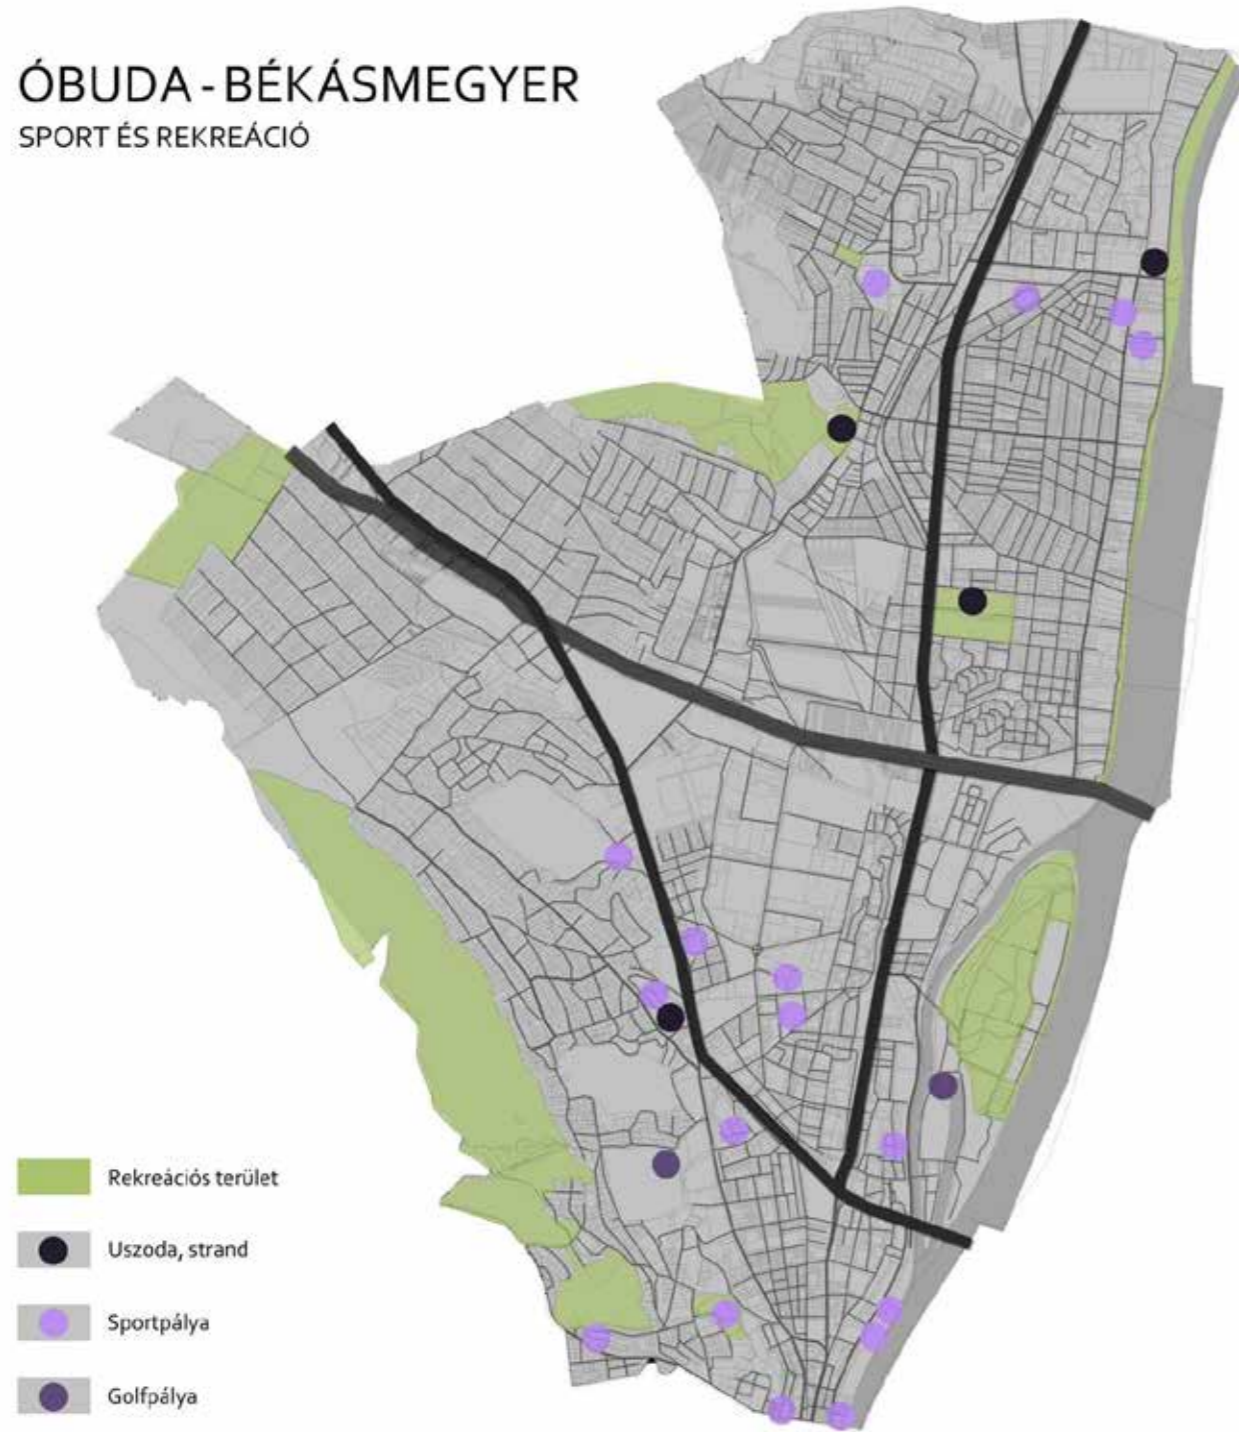 ÓBUDA - BÉKÁSMEGYER
SPORT ÉS REKREÁCIÓ
Rekreációs terület
Uszoda, strand
Sportpálya
Golfpálya